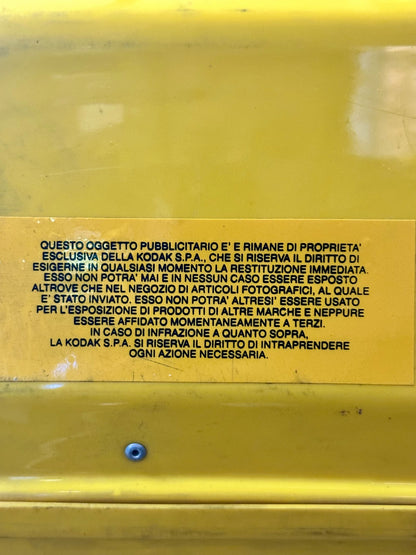 QUESTO OGGETTO PUBBLICITARIO E' E RIMANE DI PROPRIETA'
ESCLUSIVA DELLA KODAK S.P.A., CHE SI RISERVA IL DIRITTO DI
ESIGERNE IN QUALSIASI MOMENTO LA RESTITUZIONE IMMEDIATA.
ESSO NON POTRA' MAI E IN NESSUN CASO ESSERE ESPOSTO
ALTROVE CHE NEL NEGOZIO DI ARTICOLI FOTOGRAFICI, AL QUALE
E' STATO INVIATO. ESSO NON POTRA' ALTRESI' ESSERE USATO
PER L'ESPOSIZIONE DI PRODOTTI DI ALTRE MARCHE E NEPPURE
ESSERE AFFIDATO MOMENTANEAMENTE A TERZI.
IN CASO DI INFRAZIONE A QUANTO SOPRA,
LA KODAK S.P.A. SI RISERVA IL DIRITTO DI INTRAPRENDERE
OGNI AZIONE NECESSARIA.